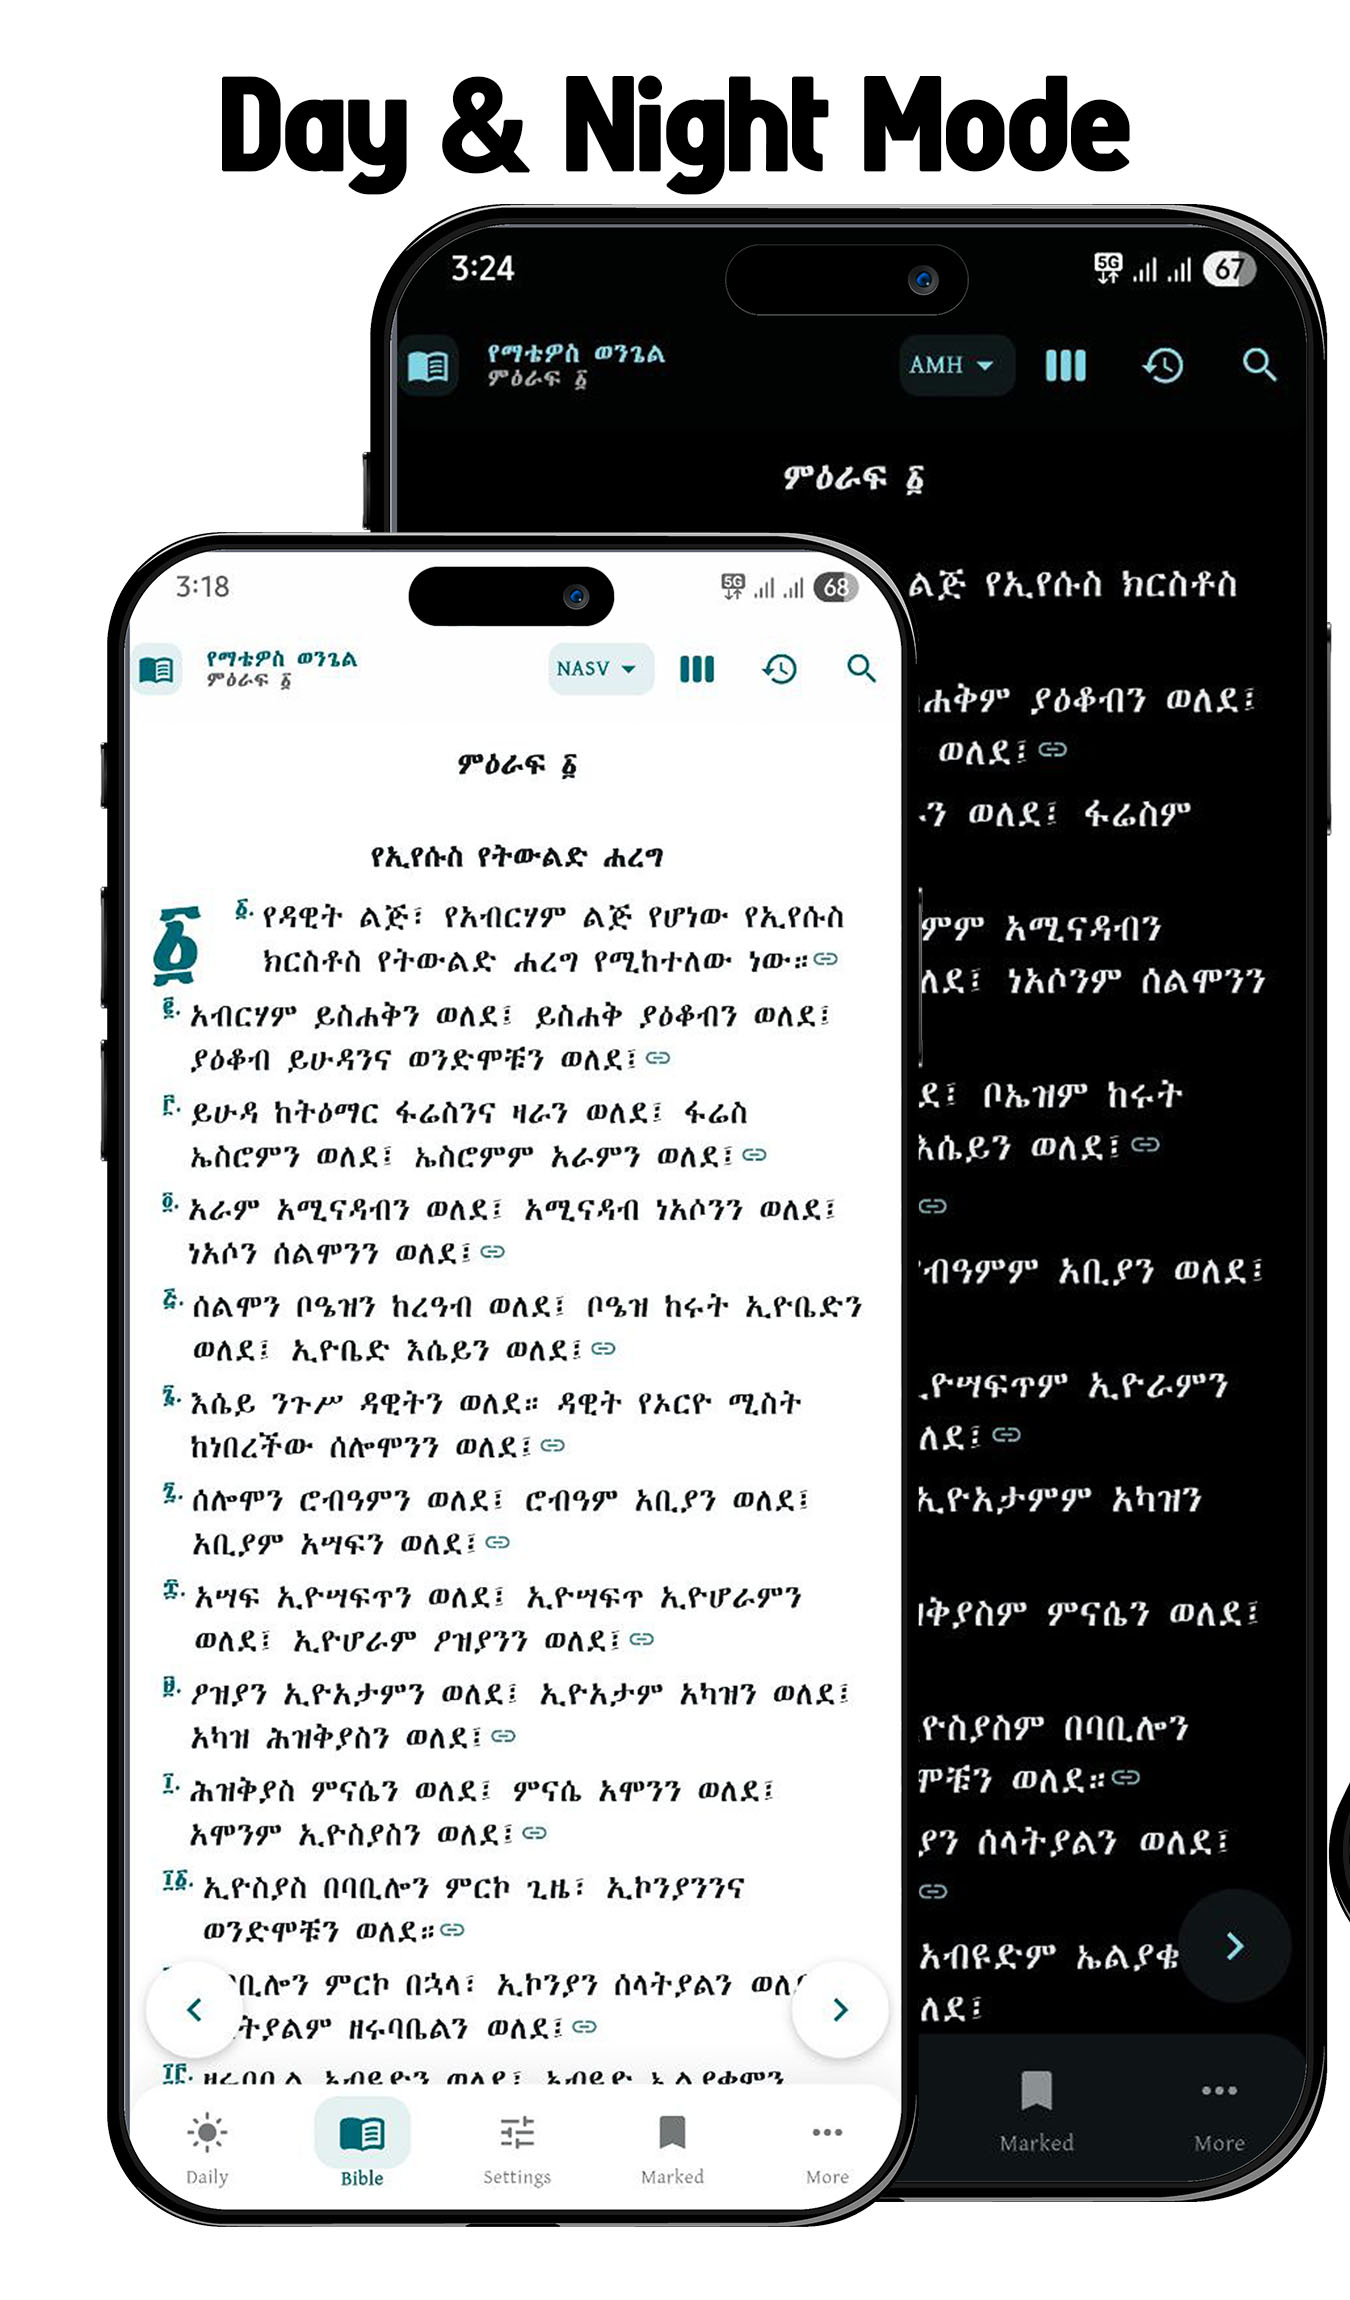 Day & Night Mode
3:24
5G
67
የማቴዎስ ወንጌል
ምዕራፍ ፩
AMH
ምዕራፍ ፩
ልጅ የኢየሱስ ክርስቶስ
ሐቅም ያዕቆብን ወለደ፤
ወለደ፤
ን ወለደ፤ ፋሬስም
ምም አሚናዳብን
ለደ፤ ነአሶንም ሰልሞንን
ደ፤ ቦኤዝም ከሩት
እሴይን ወለደ፤
ብዓምም አቢያን ወለደ፤
ዮሣፍጥም ኢዮራምን
ለደ፤
ኢዮአታምም አካዝን
ቅያስም ምናሴን ወለደ፤
ዮስያስም በባቢሎን
ሞቹን ወለደ።
ያን ሰላትያልን ወለደ፤
አብዩድም ኤልያቄ
ለደ፤
Marked
More
3:18
5G
68
የማቴዎስ ወንጌል
ምዕራፍ ፩
NASV
ምዕራፍ ፩
የኢየሱስ የትውልድ ሐረግ
፩
፩. የዳዊት ልጅ፣ የአብርሃም ልጅ የሆነው የኢየሱስ
ክርስቶስ የትውልድ ሐረግ የሚከተለው ነው።
፪. አብርሃም ይስሐቅን ወለደ፤ ይስሐቅ ያዕቆብን ወለደ፤
ያዕቆብ ይሁዳንና ወንድሞቹን ወለደ፤
፫. ይሁዳ ከትዕማር ፋሬስንና ዛራን ወለደ፤ ፋሬስ
ኤስሮምን ወለደ፤ ኤስሮምም አራምን ወለደ፤
፬. አራም አሚናዳብን ወለደ፤ አሚናዳብ ነአሶንን ወለደ፤
ነአሶን ሰልሞንን ወለደ፤
፭. ሰልሞን ቦዔዝን ከረዓብ ወለደ፤ ቦዔዝ ከሩት ኢዮቤድን
ወለደ፤ ኢዮቤድ እሴይን ወለደ፤
፮. እሴይ ንጉሥ ዳዊትን ወለደ። ዳዊት የኦርዮ ሚስት
ከነበረችው ሰሎሞንን ወለደ፤
፯. ሰሎሞን ሮብዓምን ወለደ፤ ሮብዓም አቢያን ወለደ፤
አቢያም አሣፍን ወለደ፤
፰. አሣፍ ኢዮሣፍጥን ወለደ፤ ኢዮሣፍጥ ኢዮሆራምን
ወለደ፤ ኢዮሆራም ዖዝያንን ወለደ፤
፱. ዖዝያን ኢዮአታምን ወለደ፤ ኢዮአታም አካዝን ወለደ፤
አካዝ ሕዝቅያስን ወለደ፤
፲. ሕዝቅያስ ምናሴን ወለደ፤ ምናሴ አሞንን ወለደ፤
አሞንም ኢዮስያስን ወለደ፤
፲፩. ኢዮስያስ በባቢሎን ምርኮ ጊዜ፣ ኢኮንያንንና
ወንድሞቹን ወለደ።
ቢሎን ምርኮ በኋላ፣ ኢኮንያን ሰላትያልን ወለ
ትያልም ዘሩባቤልን ወለደ፤
፲፫.
Daily
Bible
Settings
Marked
More